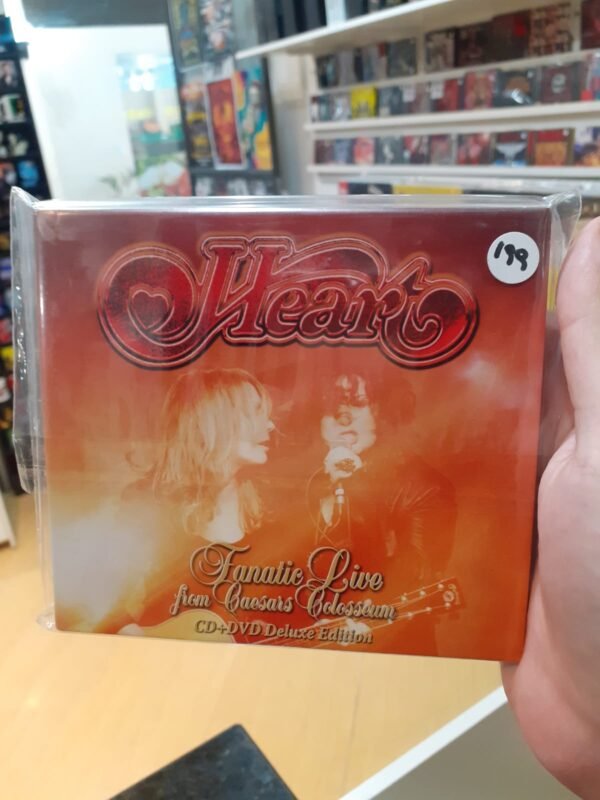 199
Heart
Fanatic Live
from Caesars Colosseum
CD+DVD Deluxe Edition